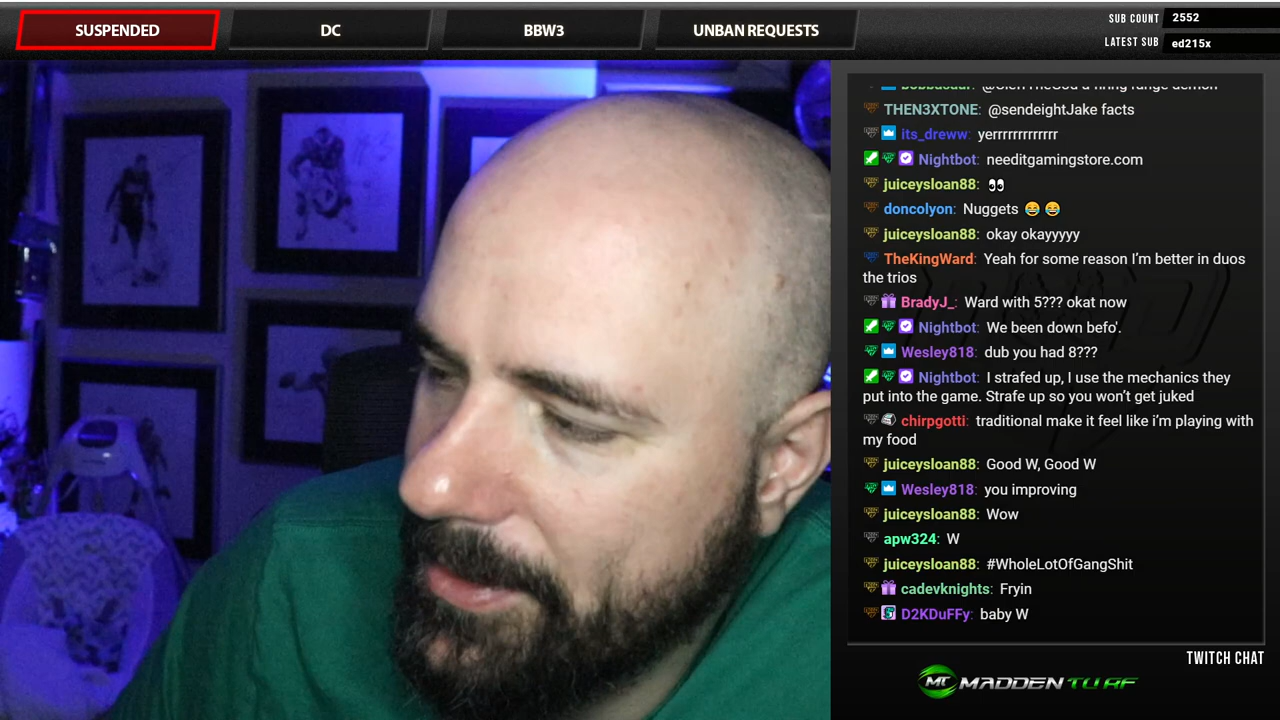 SUSPENDED
DC
BBW3
UNBAN REQUESTS
SUB COUNT 2552
LATEST SUB ed215x
THEN3XTONE: @sendeightJake facts
its_dreww: yerrrrrrrrrrrrr
Nightbot: needitgamingstore.com
juiceysloan88: 👀
doncolyon: Nuggets 😂 😂
juiceysloan88: okay okayyyyy
TheKingWard: Yeah for some reason I'm better in duos
the trios
BradyJ_: Ward with 5??? okat now
Nightbot: We been down befo'.
Wesley818: dub you had 8???
Nightbot: I strafed up, I use the mechanics they
put into the game. Strafe up so you won't get juked
chirpgotti: traditional make it feel like i'm playing with
my food
juiceysloan88: Good W, Good W
Wesley818: you improving
juiceysloan88: Wow
apw324: W
juiceysloan88: #WholeLotOfGangShit
cadevknights: Fryin
D2KDuFFy: baby W
TWITCH CHAT
MT MADDEN TURF